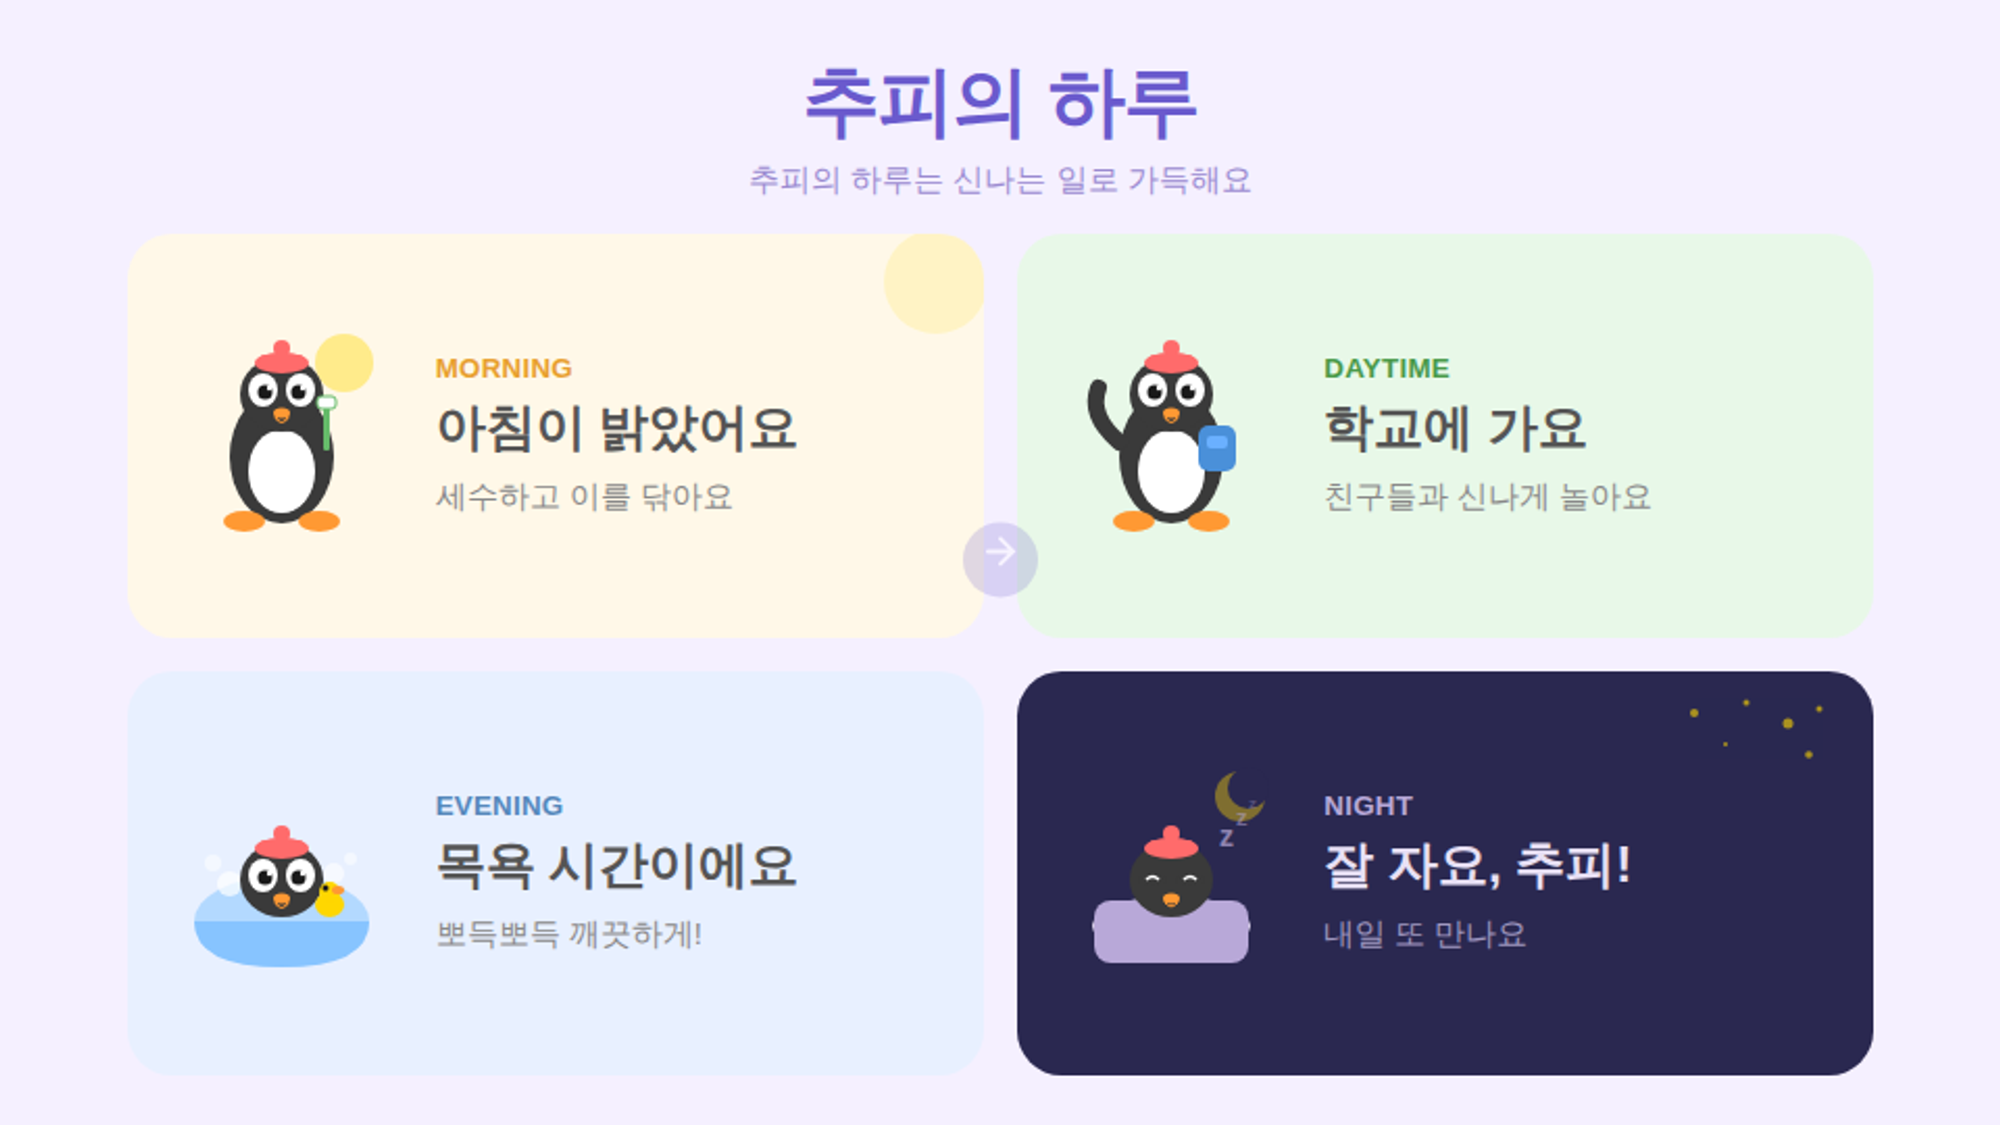 추피의 하루
추피의 하루는 신나는 일로 가득해요
MORNING
아침이 밝았어요
세수하고 이를 닦아요
DAYTIME
학교에 가요
친구들과 신나게 놀아요
EVENING
목욕 시간이에요
뽀득뽀득 깨끗하게!
z
z
z
NIGHT
잘 자요, 추피!
내일 또 만나요